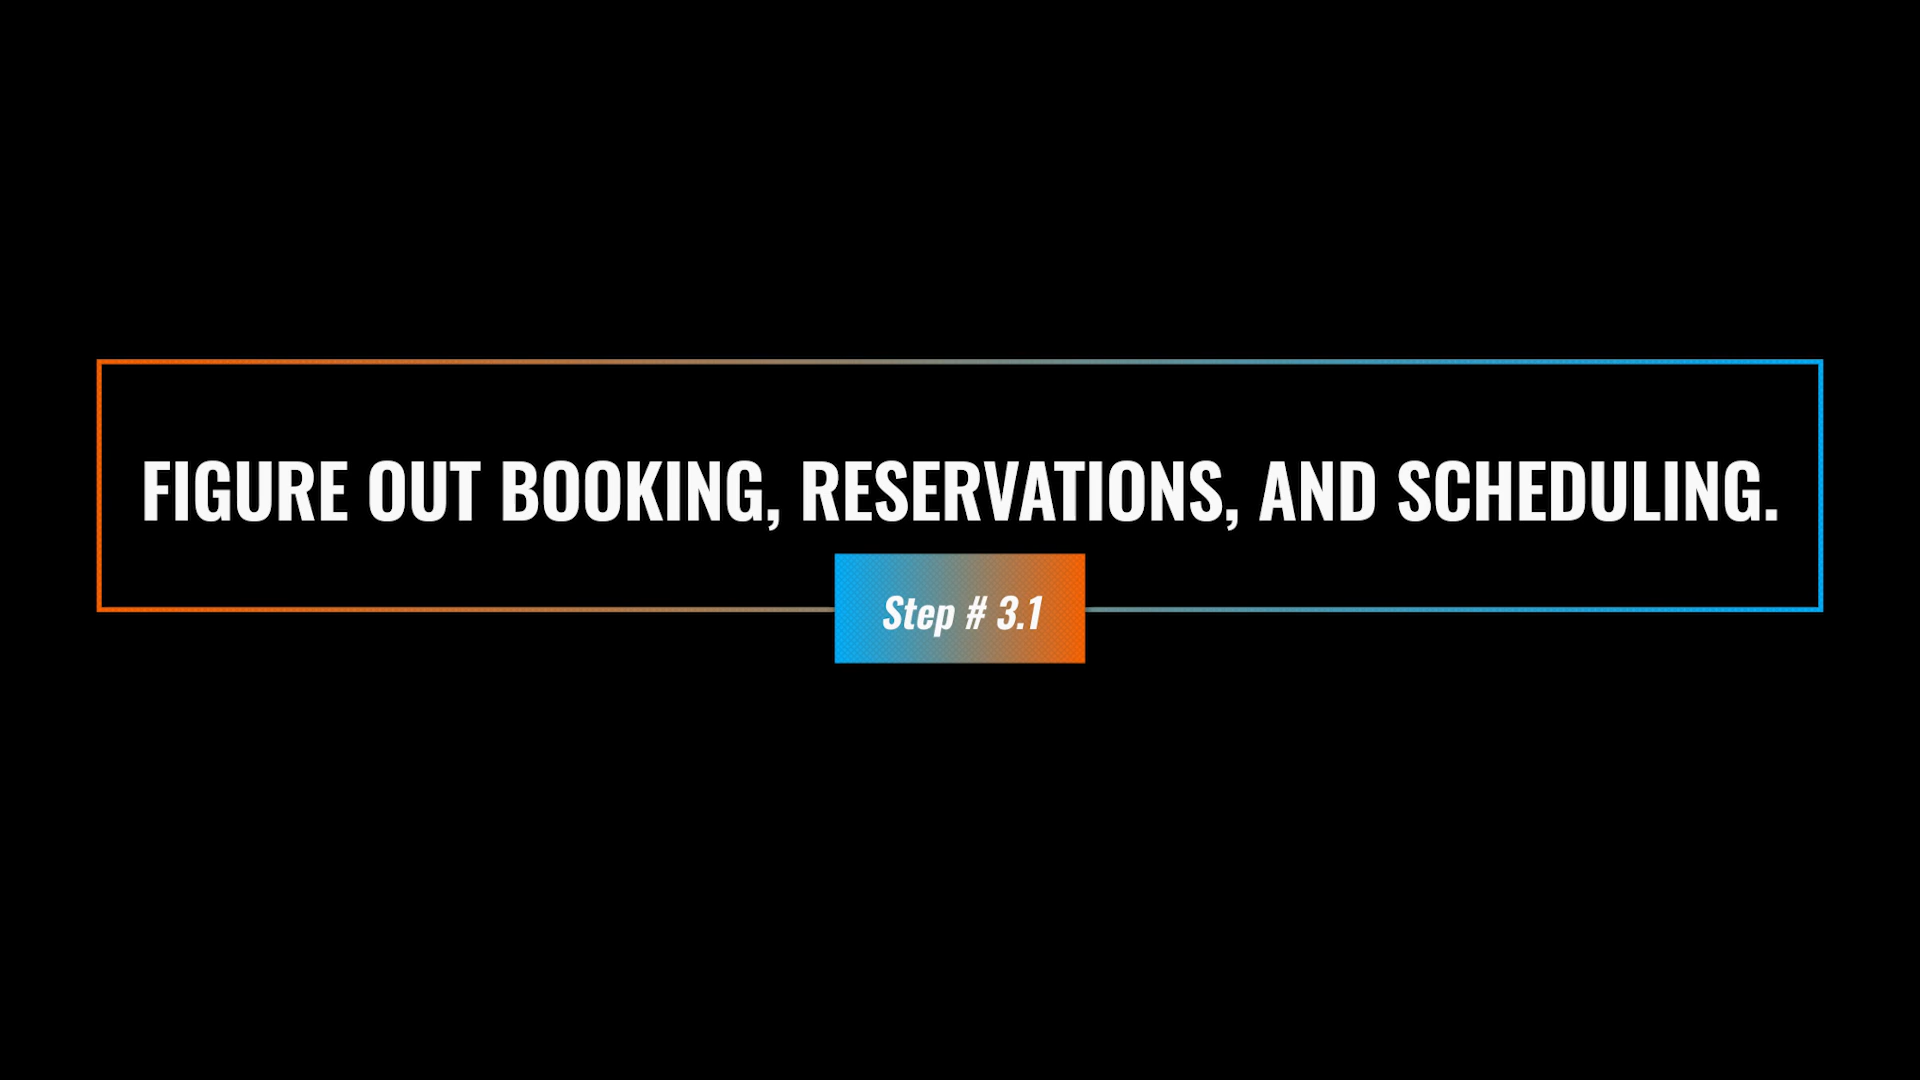 FIGURE OUT BOOKING, RESERVATIONS, AND SCHEDULING.
Step # 3.1